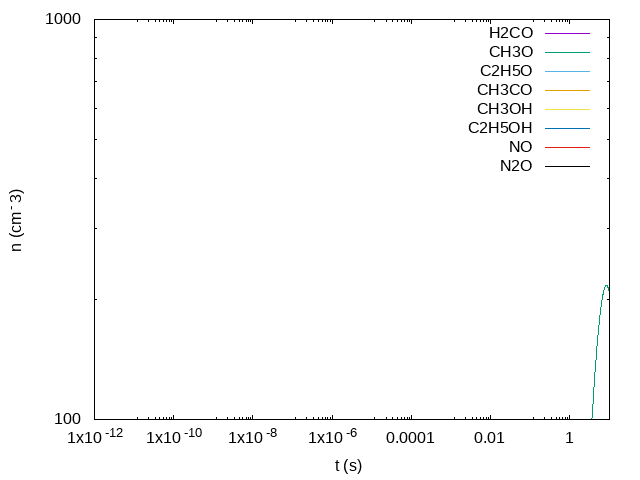 1000
100
n (cm-3)
H2CO
CH3O
C2H5O
CH3CO
CH3OH
C2H5OH
NO
N2O
1x10-12 1x10-10 1x10-8 1x10-6 0.0001 0.01 1
t (s)